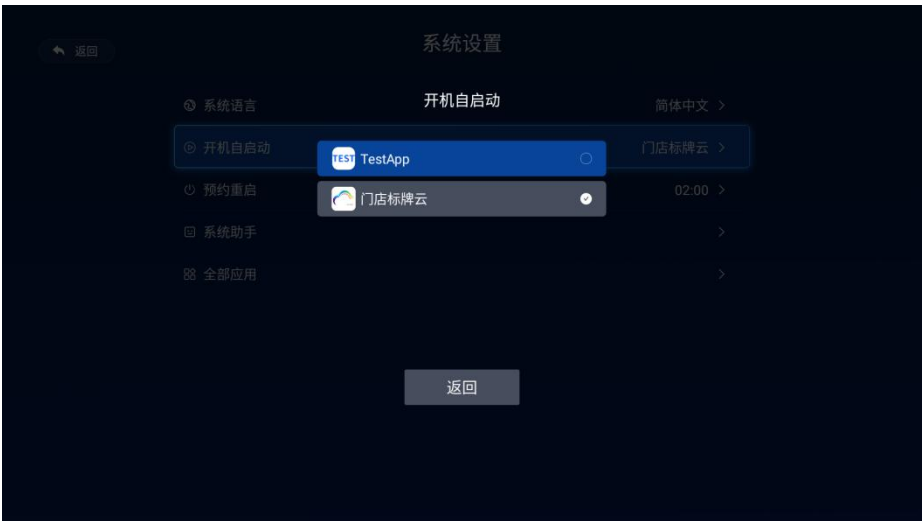 返回
系统设置
系统语言
简体中文
开机自启动
开机自启动
门店标牌云
TEST TestApp
预约重启
02:00
门店标牌云
系统助手
全部应用
返回